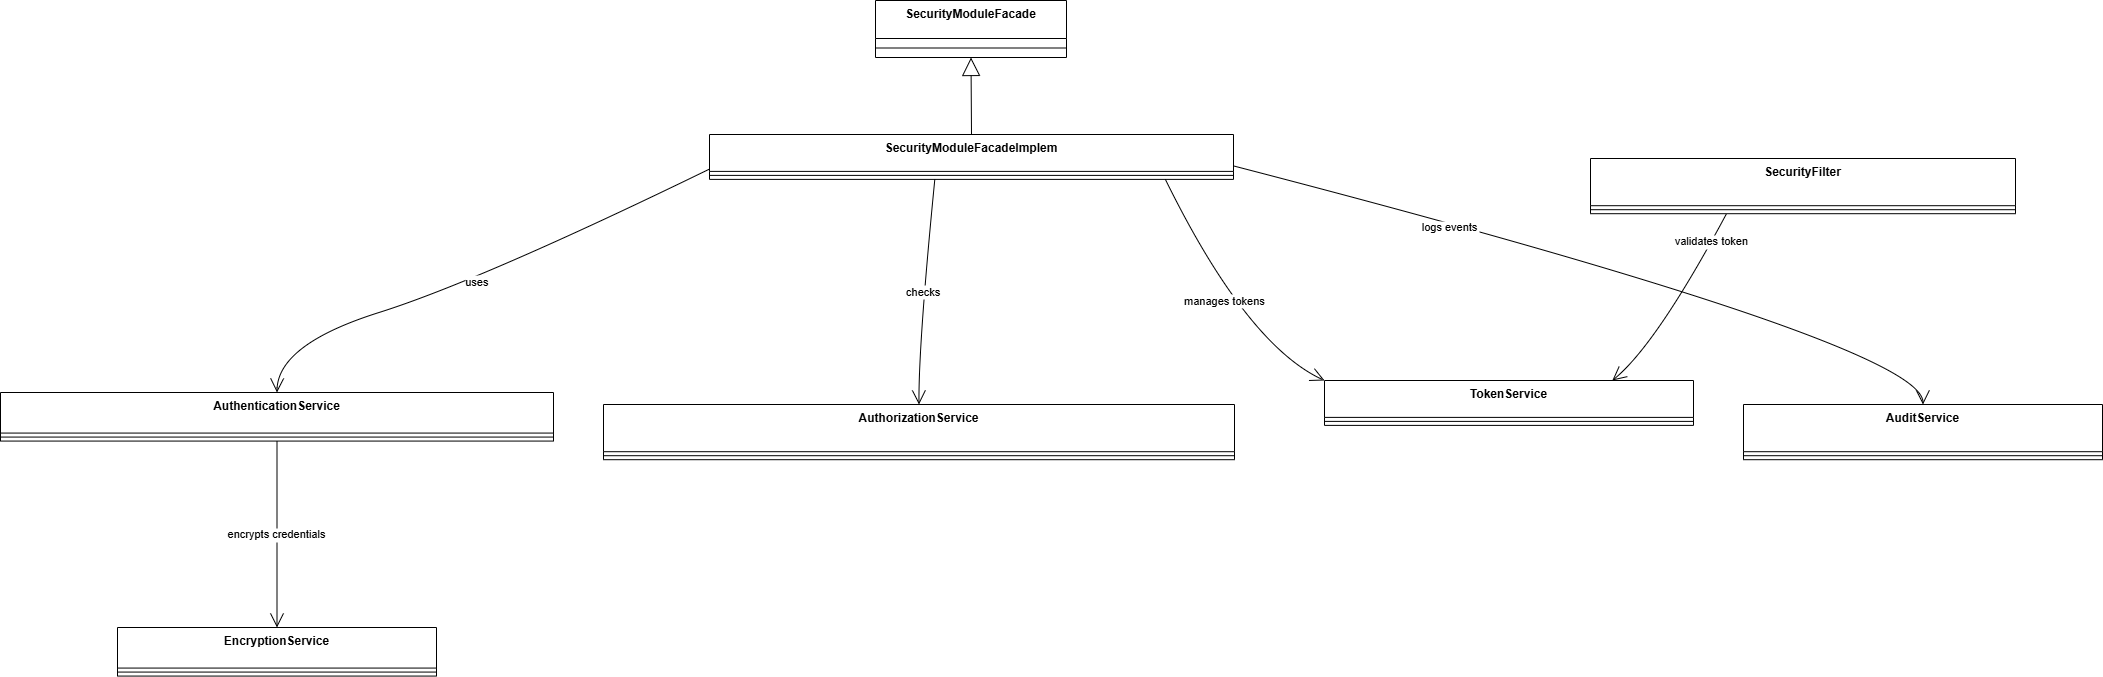 SecurityModuleFacade
SecurityModuleFacadeImplem
SecurityFilter
logs events
validates token
uses
checks
manages tokens
TokenService
AuthenticationService
AuthorizationService
AuditService
encrypts credentials
EncryptionService